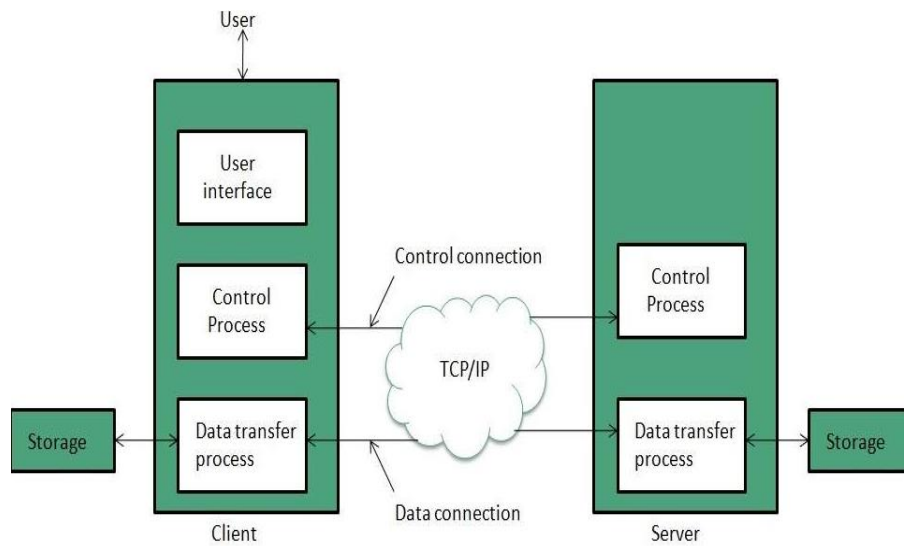 User
User
interface
Control connection
Control
Process
Control
Process
TCP/IP
Storage
Data transfer
process
Data transfer
process
Storage
Data connection
Client
Server